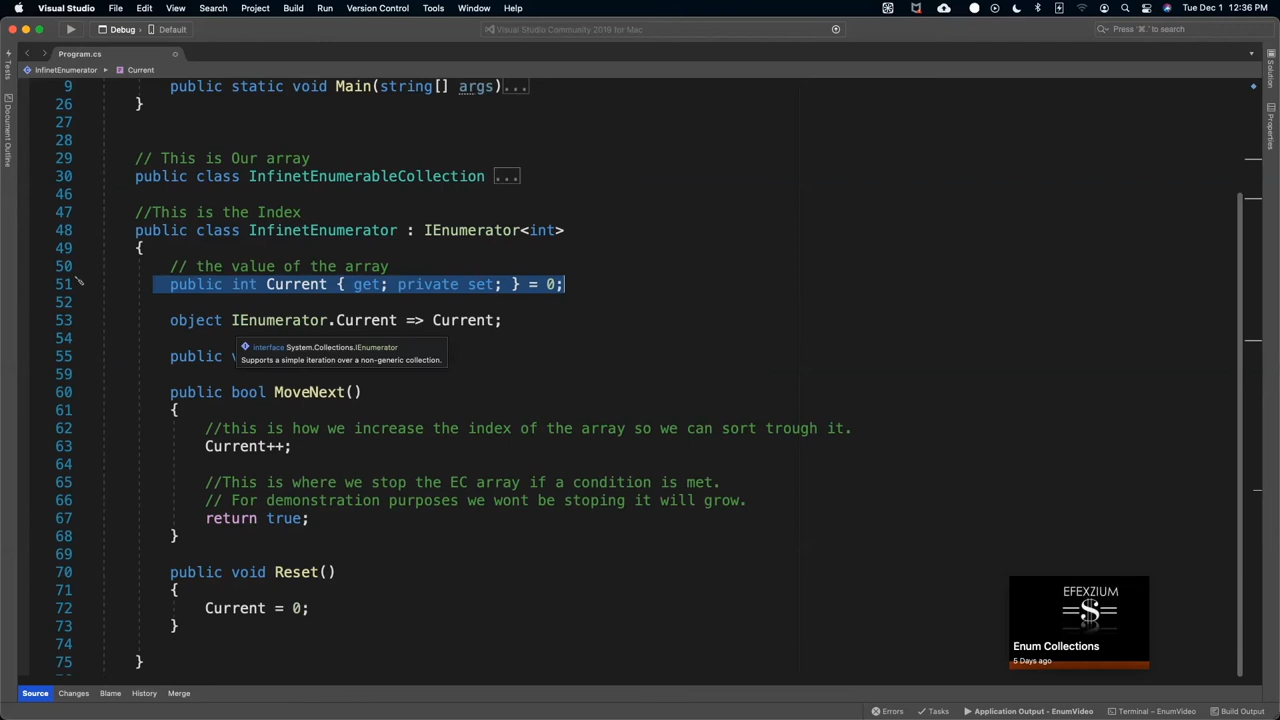 Visual Studio File Edit View Search Project Build Run Version Control Tools Window Help Tue Dec 1 12:36 PM
Debug Default Visual Studio Community 2019 for Mac Press '⌘.' to search
Program.cs
InfinetEnumerator Current
Tests
Document Outline
Solution
Properties
9 public static void Main(string[] args)...
26 }
27
28
29 // This is Our array
30 public class InfinetEnumerableCollection ...
46
47 //This is the Index
48 public class InfinetEnumerator : IEnumerator<int>
49 {
50 // the value of the array
51 public int Current { get; private set; } = 0;
52
53 object IEnumerator.Current => Current;
54
interface System.Collections.IEnumerator
Supports a simple iteration over a non-generic collection.
55 public v
59
60 public bool MoveNext()
61 {
62 //this is how we increase the index of the array so we can sort trough it.
63 Current++;
64
65 //This is where we stop the EC array if a condition is met.
66 // For demonstration purposes we wont be stoping it will grow.
67 return true;
68 }
69
70 public void Reset()
71 {
72 Current = 0;
73 }
74
75 }
EFEXZIUM
$
Enum Collections
5 Days ago
Source Changes Blame History Merge
Errors Tasks Application Output - EnumVideo Terminal – EnumVideo Build Output